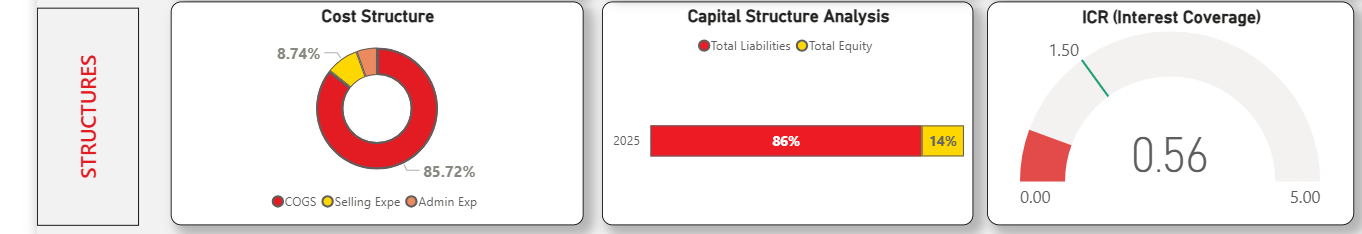 STRUCTURES
Cost Structure
8.74%
85.72%
COGS Selling Expe Admin Exp
Capital Structure Analysis
Total Liabilities Total Equity
2025 86% 14%
ICR (Interest Coverage)
1.50
0.56
0.00 5.00